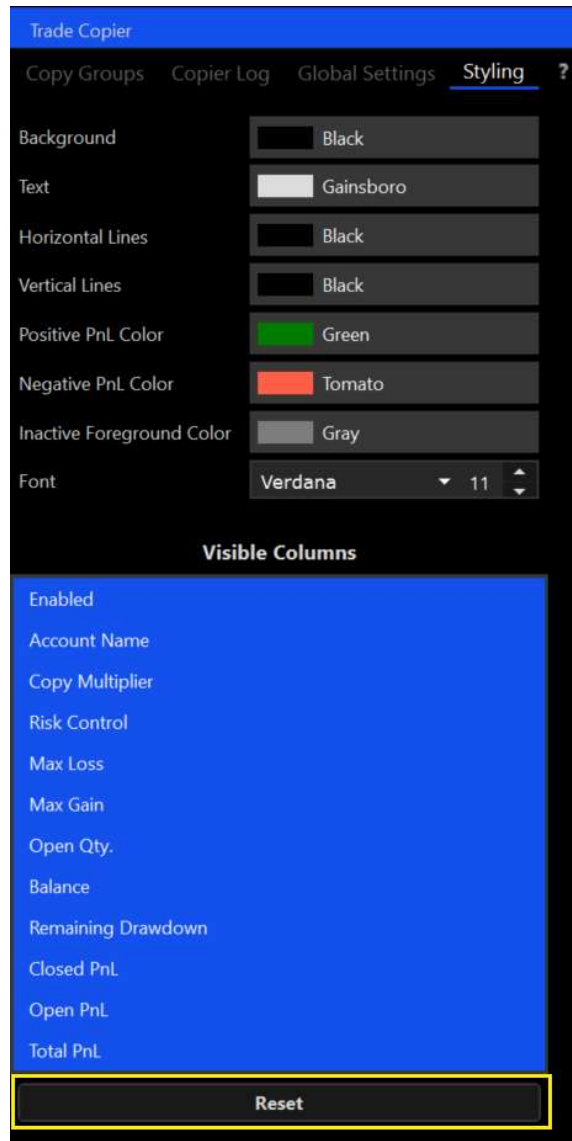 Trade Copier
Copy Groups Copier Log Global Settings Styling ?
Background Black
Text Gainsboro
Horizontal Lines Black
Vertical Lines Black
Positive PnL Color Green
Negative PnL Color Tomato
Inactive Foreground Color Gray
Font Verdana 11
Visible Columns
Enabled
Account Name
Copy Multiplier
Risk Control
Max Loss
Max Gain
Open Qty.
Balance
Remaining Drawdown
Closed PnL
Open PnL
Total PnL
Reset